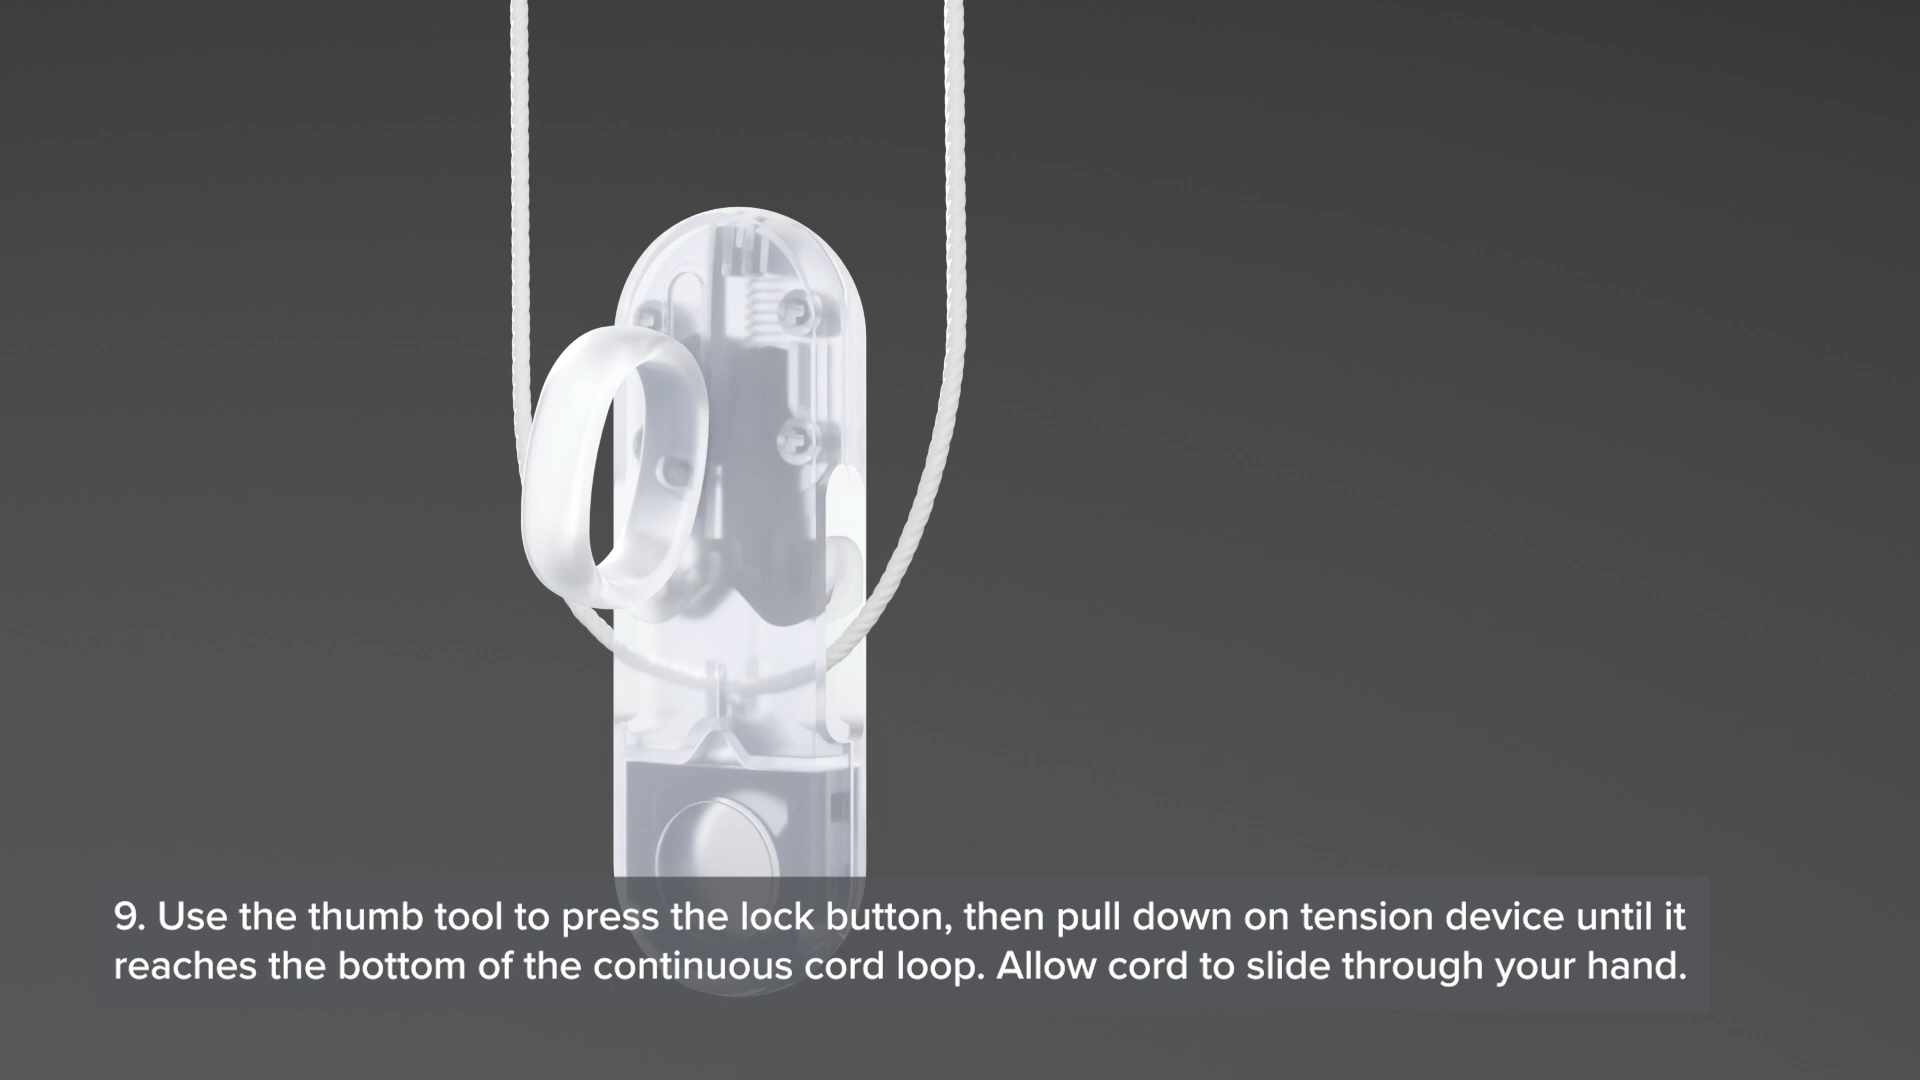 9. Use the thumb tool to press the lock button, then pull down on tension device until it
reaches the bottom of the continuous cord loop. Allow cord to slide through your hand.